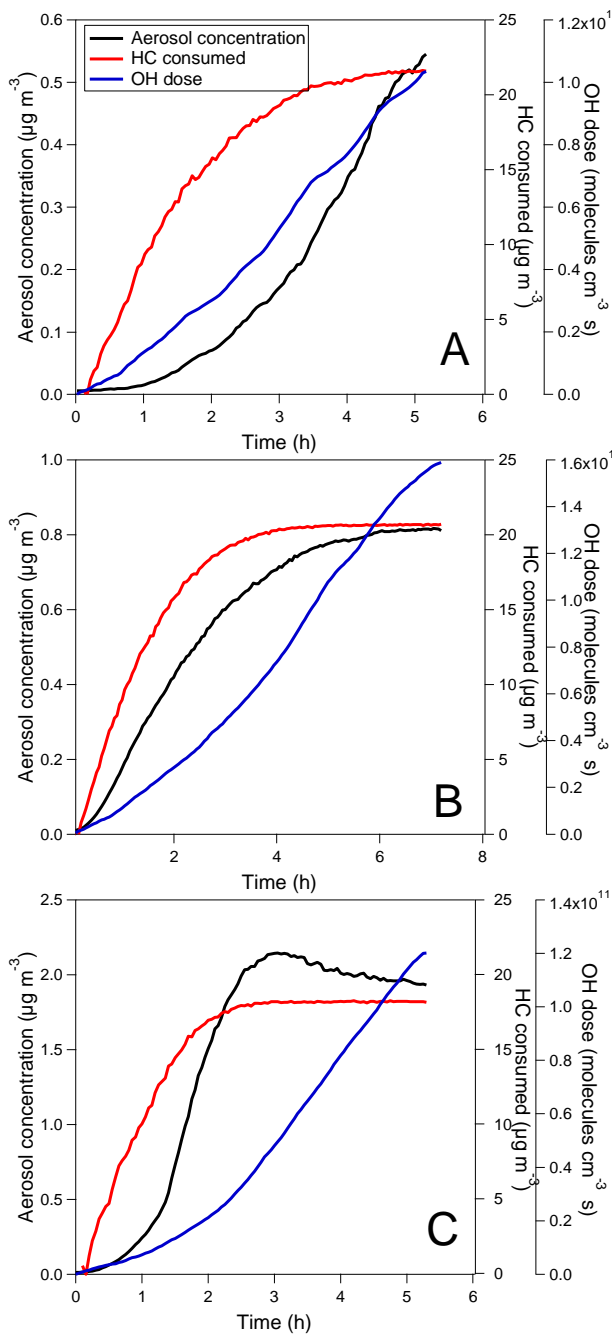 Aerosol concentration
HC consumed
OH dose
0.6
0.5
0.4
0.3
0.2
0.1
0.0
Aerosol concentration (µg m-3)
25
20
15
10
5
0
HC consumed (µg m-3)
1.2x101
1.0
0.8
0.6
0.4
0.2
0.0
OH dose (molecules cm-3 s)
A
0 1 2 3 4 5 6
Time (h)
1.0
0.8
0.6
0.4
0.2
0.0
Aerosol concentration (µg m-3)
25
20
15
10
5
0
HC consumed (µg m-3)
1.6x101
1.2
1.0
0.8
0.6
0.4
0.2
0.0
OH dose (molecules cm-3 s)
B
2 4 6 8
Time (h)
2.5
2.0
1.5
1.0
0.5
0.0
Aerosol concentration (µg m-3)
25
20
15
10
5
0
HC consumed (µg m-3)
1.4x1011
1.2
1.0
0.8
0.6
0.4
0.2
0.0
OH dose (molecules cm-3 s)
C
0 1 2 3 4 5 6
Time (h)